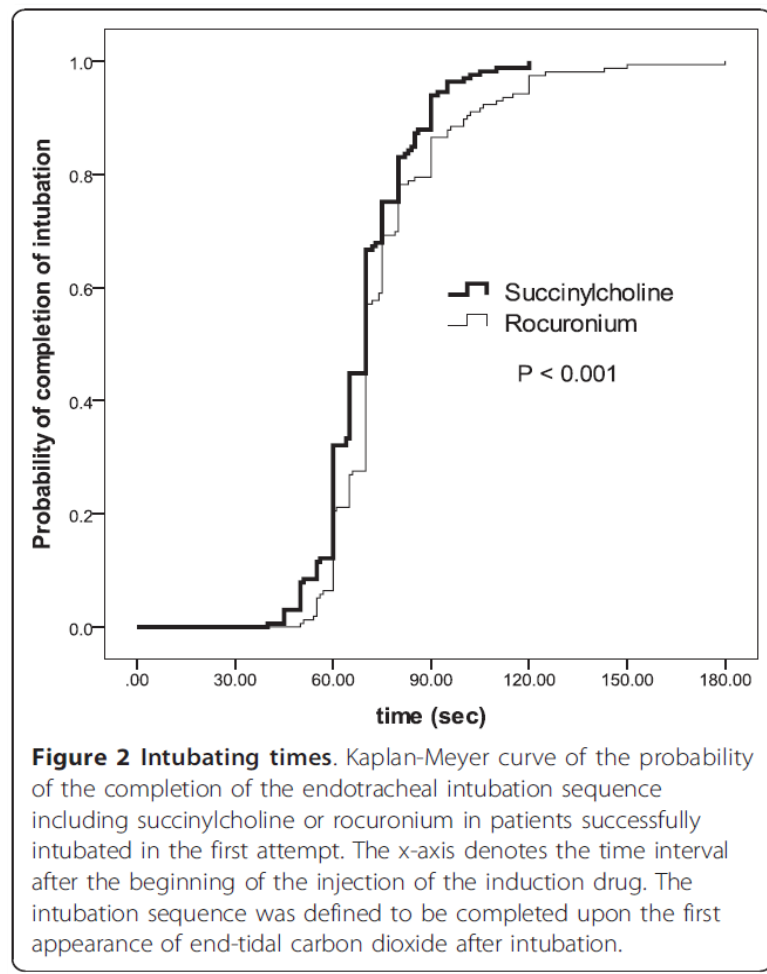 1.0
0.8
0.6
0.4
0.2
0.0
Probability of completion of intubation
Succinylcholine
Rocuronium
P < 0.001
.00 30.00 60.00 90.00 120.00 150.00 180.00
time (sec)
Figure 2 Intubating times. Kaplan-Meyer curve of the probability
of the completion of the endotracheal intubation sequence
including succinylcholine or rocuronium in patients successfully
intubated in the first attempt. The x-axis denotes the time interval
after the beginning of the injection of the induction drug. The
intubation sequence was defined to be completed upon the first
appearance of end-tidal carbon dioxide after intubation.